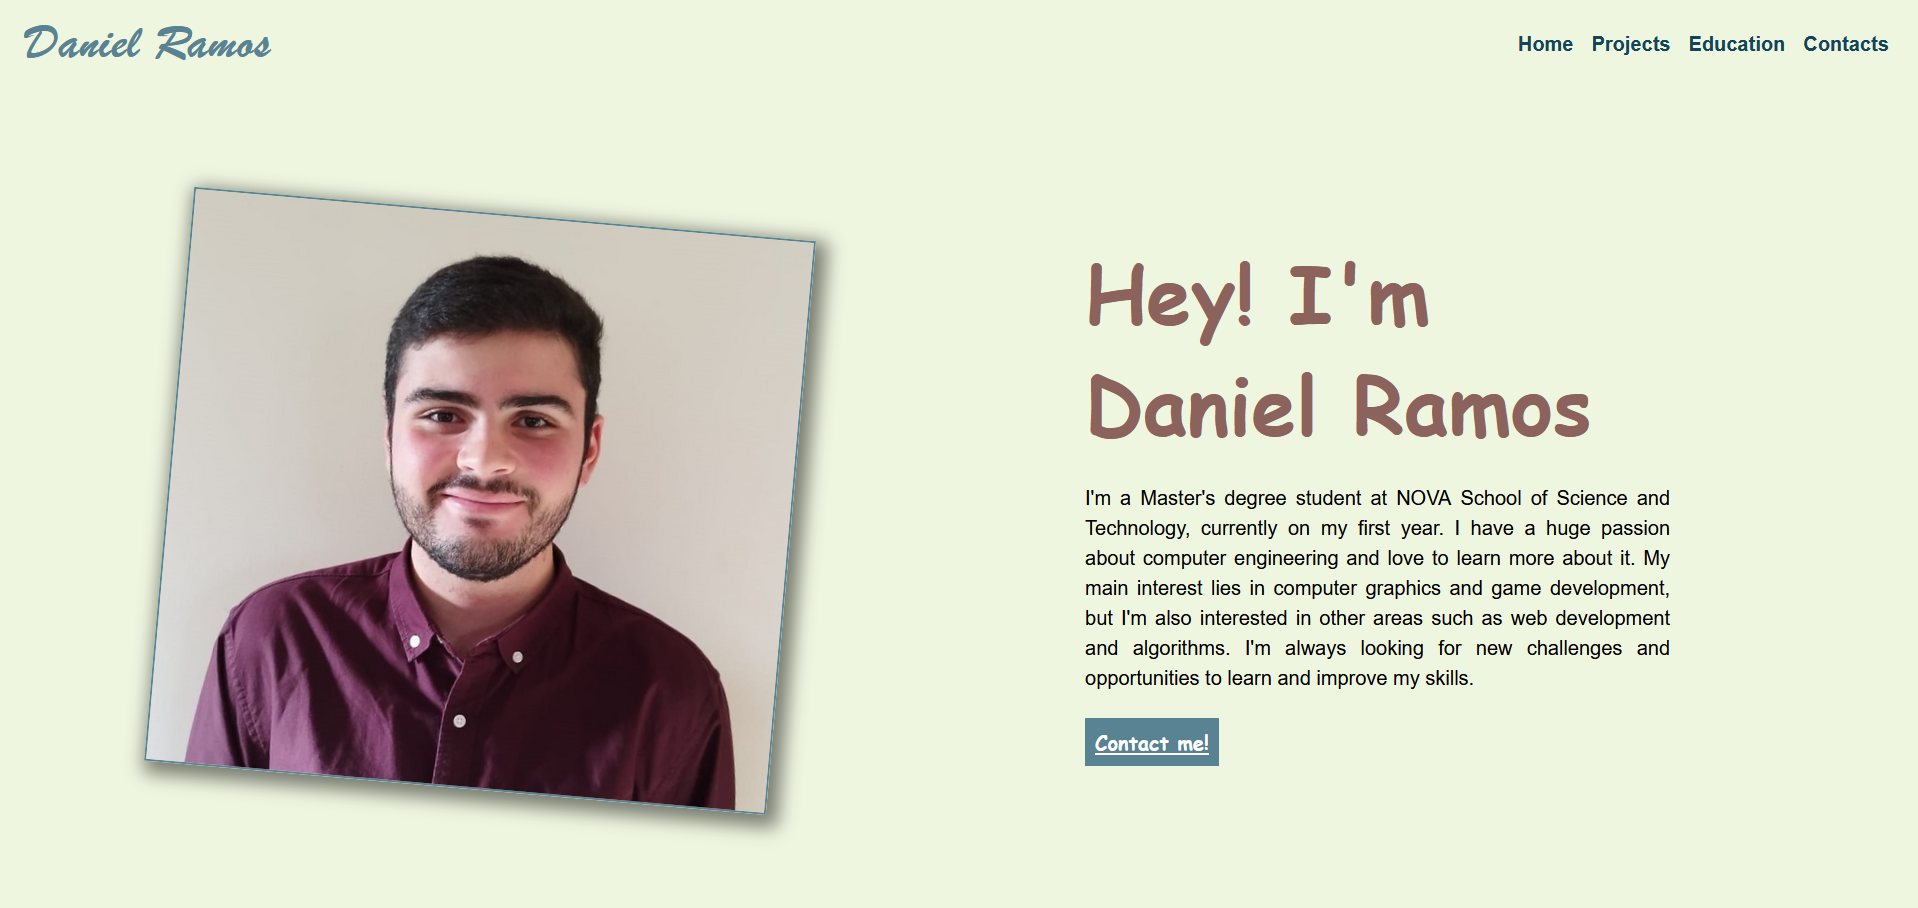 Daniel Ramos
Home Projects Education Contacts
Hey! I'm
Daniel Ramos
I'm a Master's degree student at NOVA School of Science and
Technology, currently on my first year. I have a huge passion
about computer engineering and love to learn more about it. My
main interest lies in computer graphics and game development,
but I'm also interested in other areas such as web development
and algorithms. I'm always looking for new challenges and
opportunities to learn and improve my skills.
Contact me!